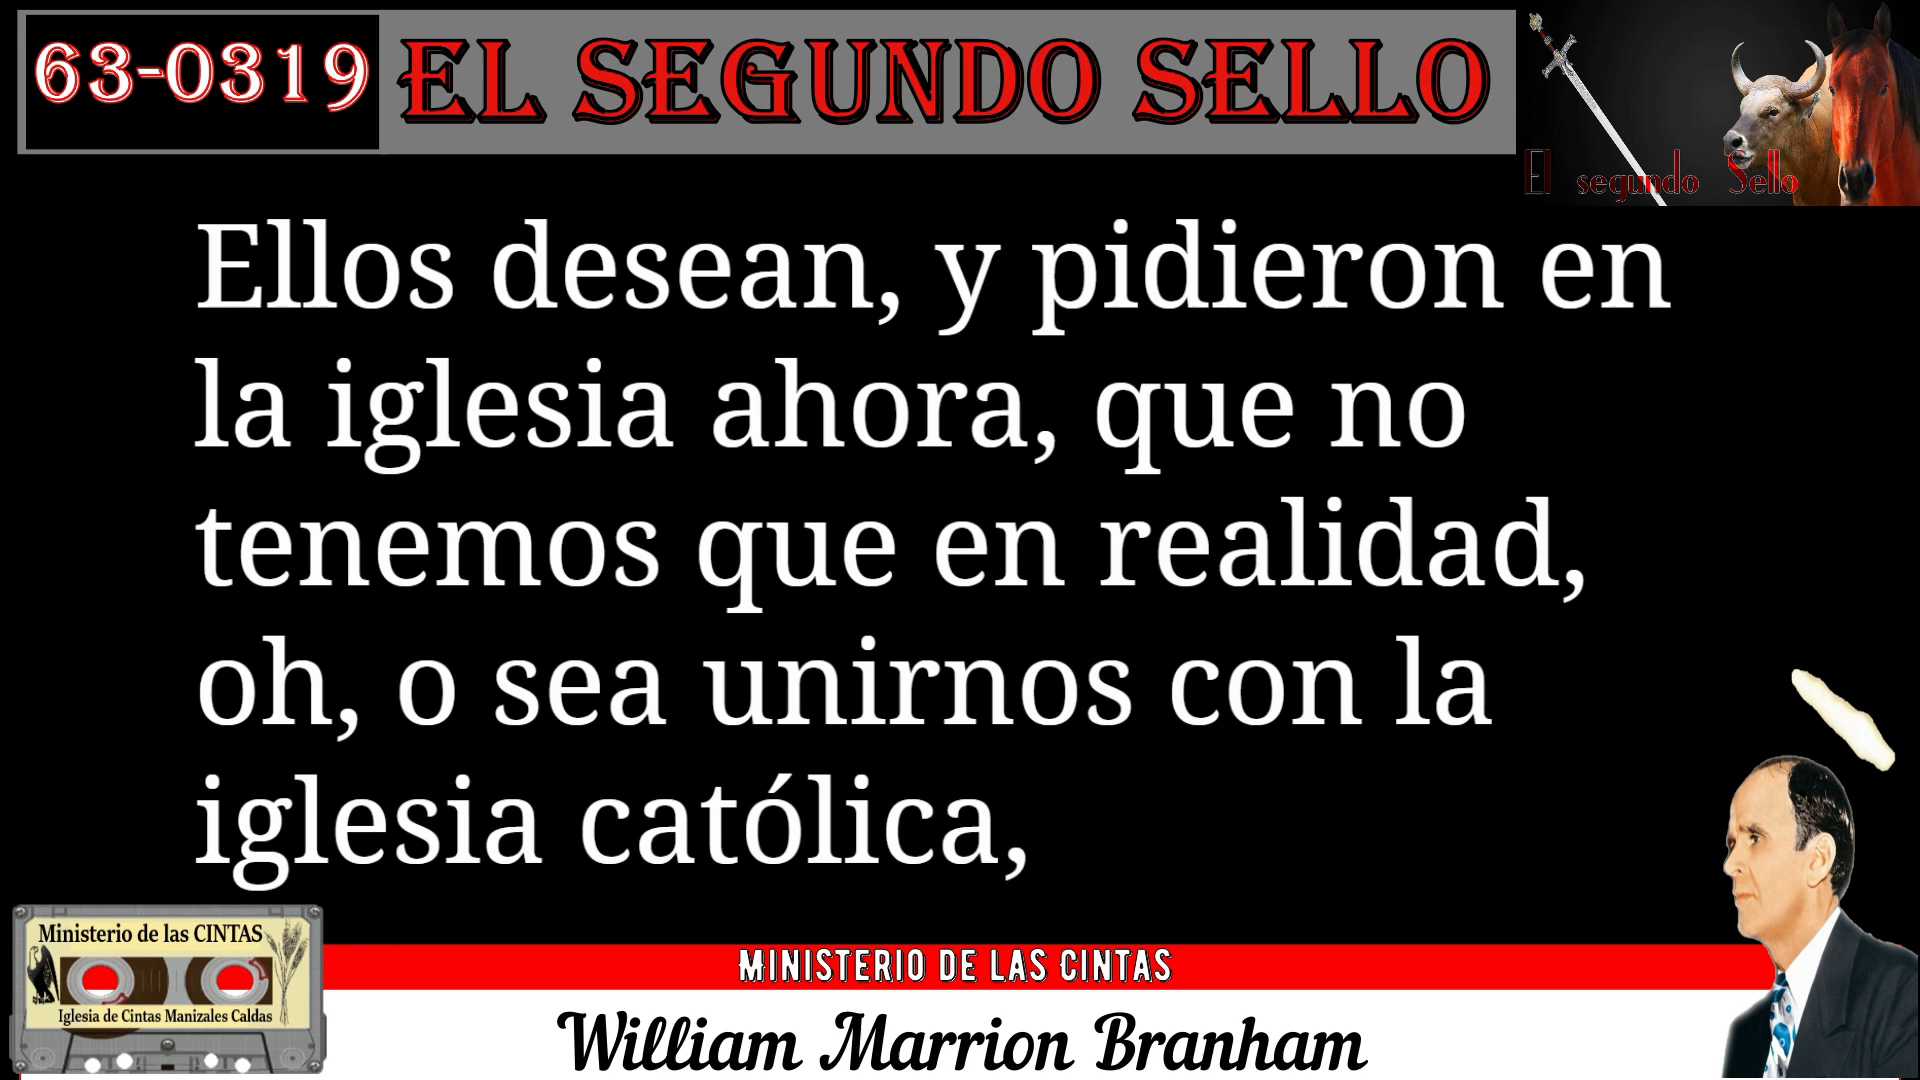 63-0319
EL SEGUNDO SELLO
El segundo Sello
Ellos desean, y pidieron en
la iglesia ahora, que no
tenemos que en realidad,
oh, o sea unirnos con la
iglesia católica,
Ministerio de las CINTAS
Iglesia de Cintas Manizales Caldas
MINISTERIO DE LAS CINTAS
William Marrion Branham